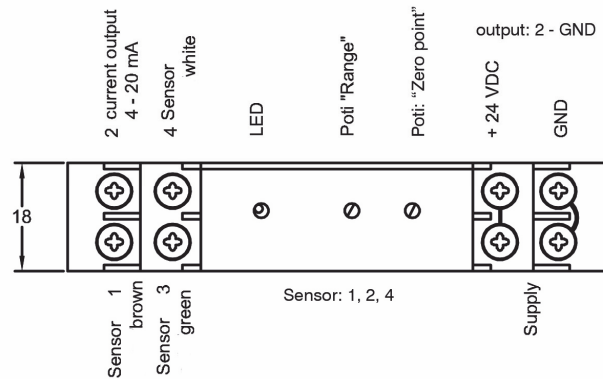 output: 2 - GND
2 current output
4 - 20 mA
4 Sensor
white
LED
Poti "Range"
Poti: “Zero point”
+ 24 VDC
GND
18
Sensor 1
brown
Sensor 3
green
Sensor: 1, 2, 4
Supply